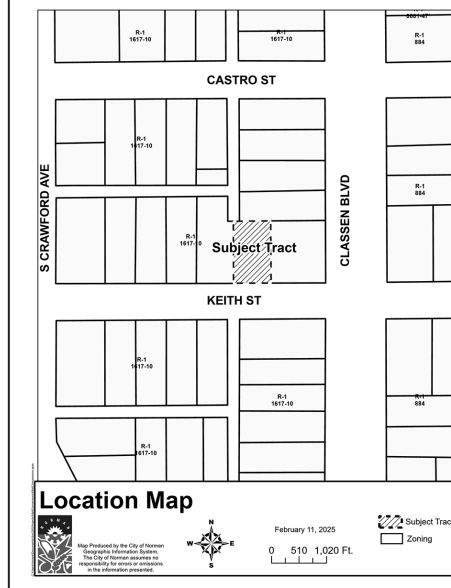 R-1
1617-10
R-1
1617-10
R-1
884
CASTRO ST
R-1
1617-10
R-1
884
S CRAWFORD AVE
CLASSEN BLVD
R-1
1617-10
Subject Tract
KEITH ST
R-1
1617-10
R-1
1617-10
R-1
884
R-1
1617-10
Location Map
Map Produced by the City of Norman
Geographic Information System.
The City of Norman assumes no
responsibility for errors or omissions
in the information presented.
N
W
E
S
February 11, 2025
0 510 1,020 Ft.
Subject Trac
Zoning